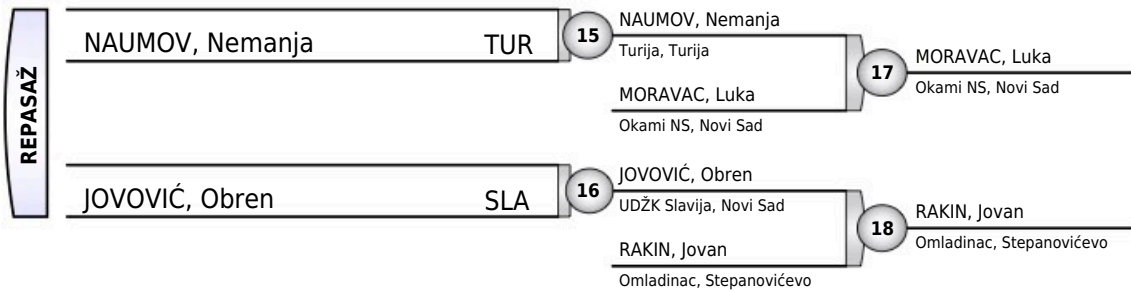 REPASAŽ
NAUMOV, Nemanja TUR
15
NAUMOV, Nemanja
Turija, Turija
MORAVAC, Luka
Okami NS, Novi Sad
17
MORAVAC, Luka
Okami NS, Novi Sad
JOVOVIĆ, Obren SLA
16
JOVOVIĆ, Obren
UDŽK Slavija, Novi Sad
RAKIN, Jovan
Omladinac, Stepanovićevo
18
RAKIN, Jovan
Omladinac, Stepanovićevo